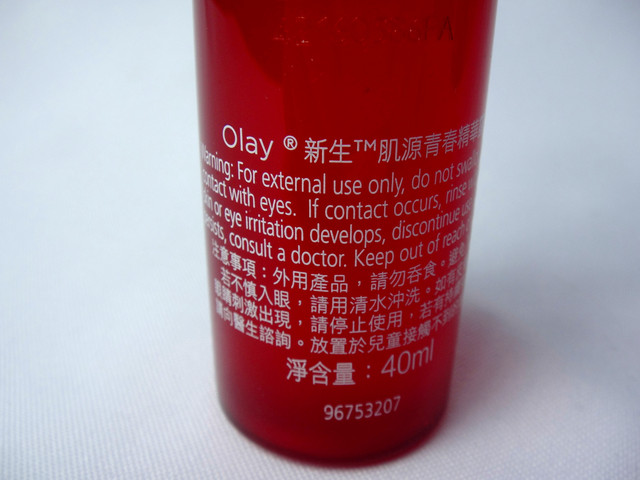 Olay ® 新生™肌源青春精華
Warning: For external use only, do not
contact with eyes. If contact occurs, rinse
or eye irritation develops, discontinue
consult a doctor. Keep out of reach
注意事項：外用產品，請勿吞食。
若不慎入眼，請用清水沖洗。如有
刺激出現，請停止使用，若有
請向醫生諮詢。放置於兒童接觸不到
淨含量：40ml
96753207